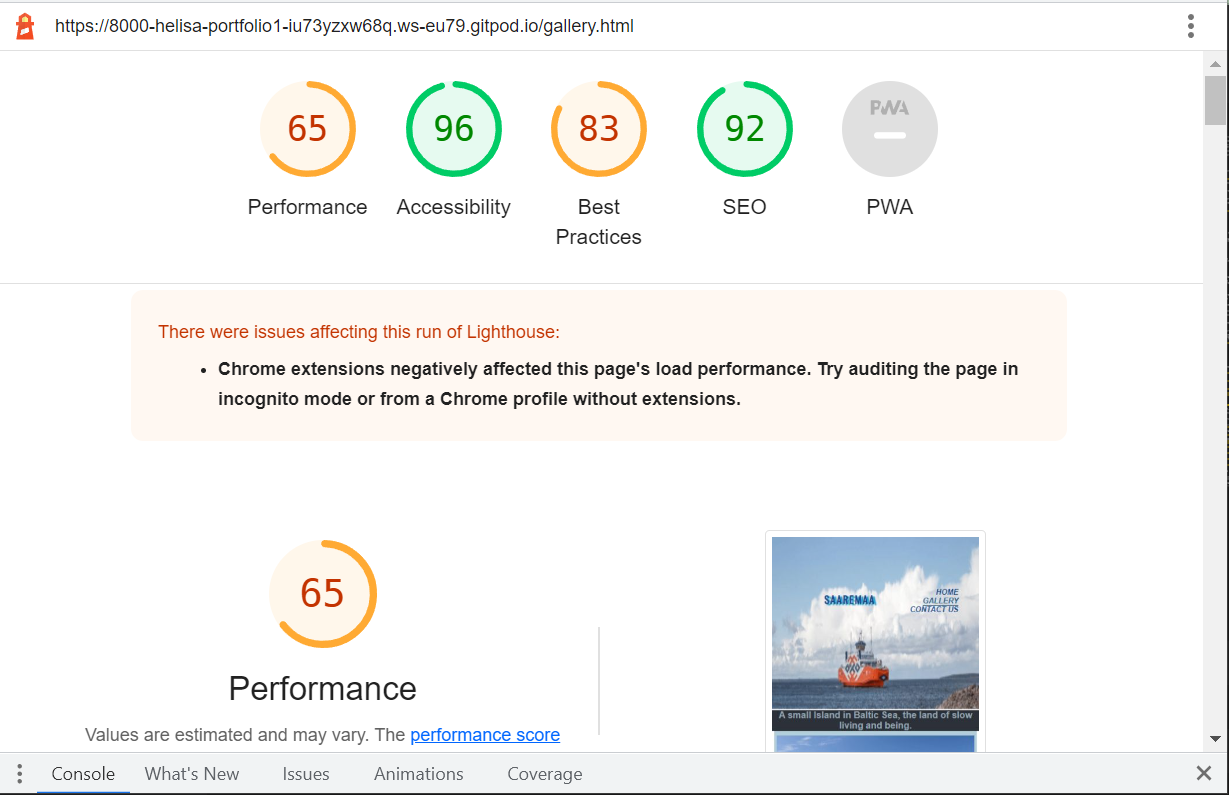 https://8000-helisa-portfolio1-iu73yzxw68q.ws-eu79.gitpod.io/gallery.html
65
96
83
92
PWA
Performance
Accessibility
Best
Practices
SEO
PWA
There were issues affecting this run of Lighthouse:
Chrome extensions negatively affected this page's load performance. Try auditing the page in
incognito mode or from a Chrome profile without extensions.
65
Performance
Values are estimated and may vary. The performance score
SAAREMAA
HOME
GALLERY
CONTACT US
A small Island in Baltic Sea, the land of slow
living and being.
Console
What's New
Issues
Animations
Coverage